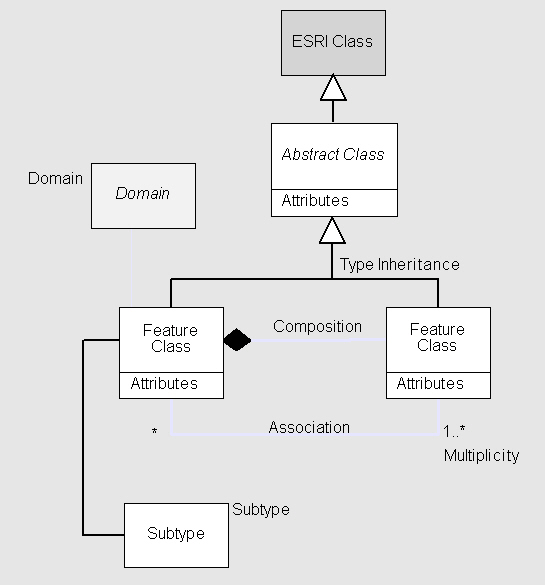 ESRI Class
Abstract Class
Attributes
Domain
Domain
Type Inheritance
Feature
Class
Attributes
Composition
Feature
Class
Attributes
*
Association
1..*
Multiplicity
Subtype
Subtype